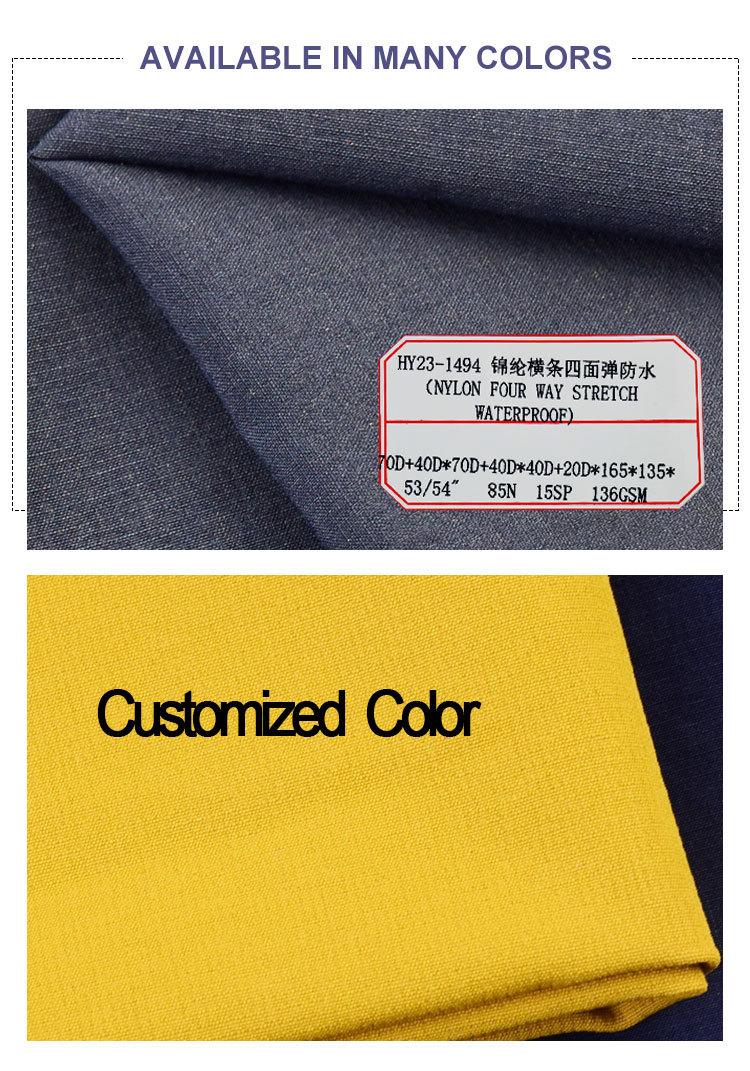 AVAILABLE IN MANY COLORS
HY23-1494 锦纶横条四面弹防水
(NYLON FOUR WAY STRETCH
WATERPROOF)
70D+40D*70D+40D*40D+20D*165*135*
53/54" 85N 15SP 136GSM
Customized Color